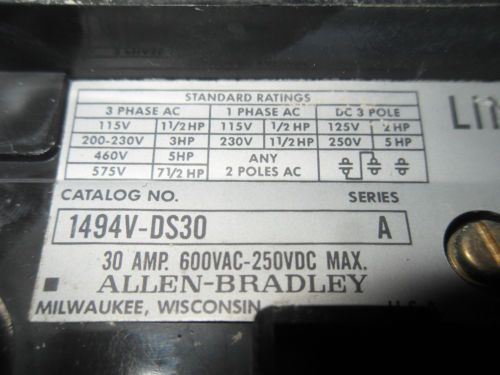 STANDARD RATINGS
3 PHASE AC 1 PHASE AC DC 3 POLE
115V 1 1/2 HP 115V 1/2 HP 125V 2HP
200-230V 3HP 230V 1 1/2 HP 250V 5 HP
460V 5HP ANY
575V 7 1/2 HP 2 POLES AC
CATALOG NO. SERIES
1494V-DS30 A
30 AMP. 600VAC-250VDC MAX.
ALLEN-BRADLEY
MILWAUKEE, WISCONSIN